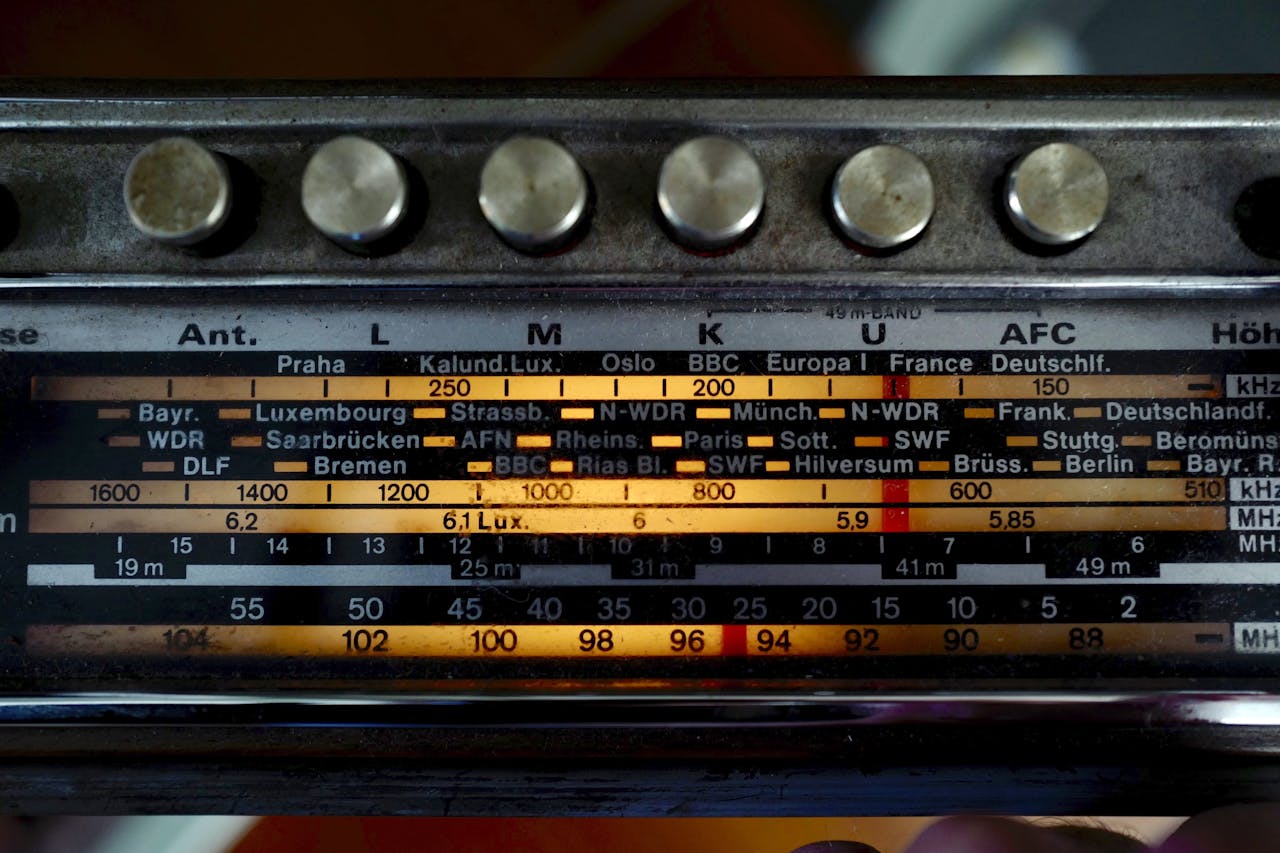 49m-BAND
se Ant. L M K U AFC Höh
Praha Kalund. Lux. Oslo BBC Europa I France Deutschlf.
250 200 150 kHz
Bayr. Luxembourg Strassb. N-WDR Münch. N-WDR Frank. Deutschlandf.
WDR Saarbrücken AFN Rheins. Paris Sott. SWF Stuttg. Beromüns
DLF Bremen BBC Rias Bl. SWF Hilversum Brüss. Berlin Bayr. R.
1600 1400 1200 1000 800 600 510 kHz
m 6,2 6,1 Lux. 6 5,9 5,85 MHz
15 14 13 12 11 10 9 8 7 6 MHz
19 m 25 m 31 m 41 m 49 m
55 50 45 40 35 30 25 20 15 10 5 2
104 102 100 98 96 94 92 90 88 MH